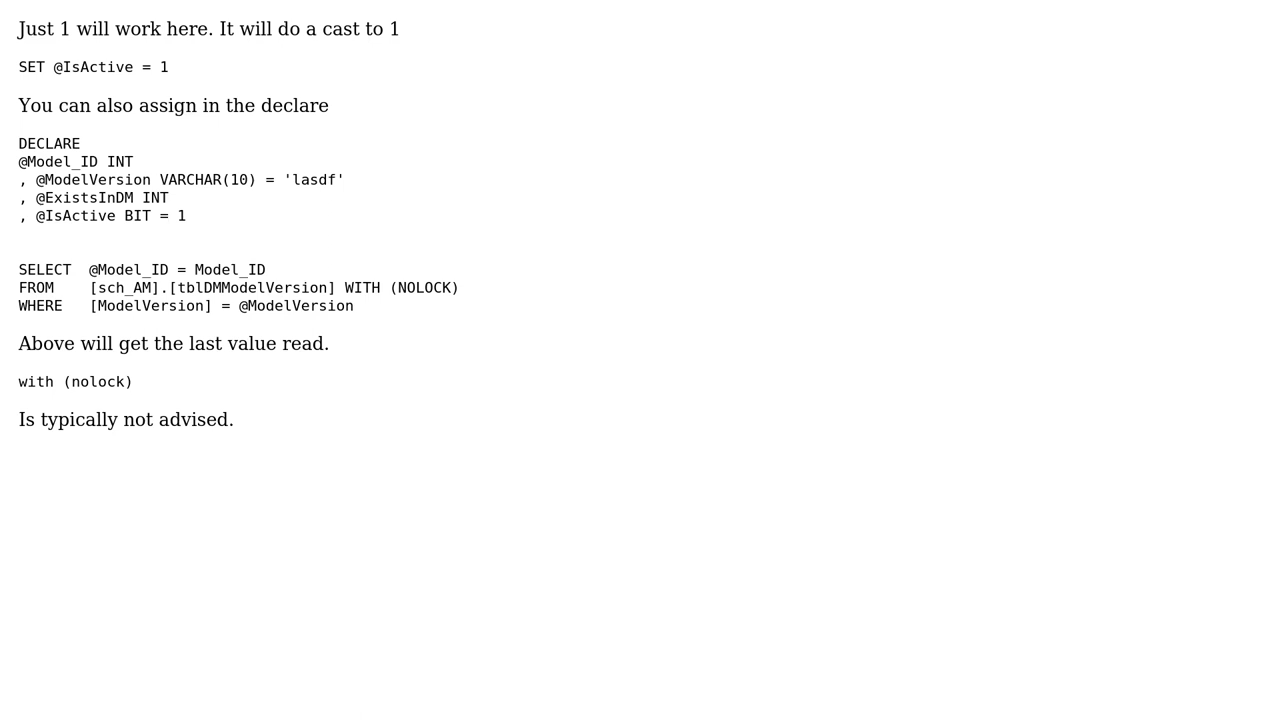 Just 1 will work here. It will do a cast to 1
SET @IsActive = 1
You can also assign in the declare
DECLARE
@Model_ID INT
, @ModelVersion VARCHAR(10) = 'lasdf'
, @ExistsInDM INT
, @IsActive BIT = 1
SELECT  @Model_ID = Model_ID
FROM    [sch_AM].[tblDMModelVersion] WITH (NOLOCK)
WHERE   [ModelVersion] = @ModelVersion
Above will get the last value read.
with (nolock)
Is typically not advised.